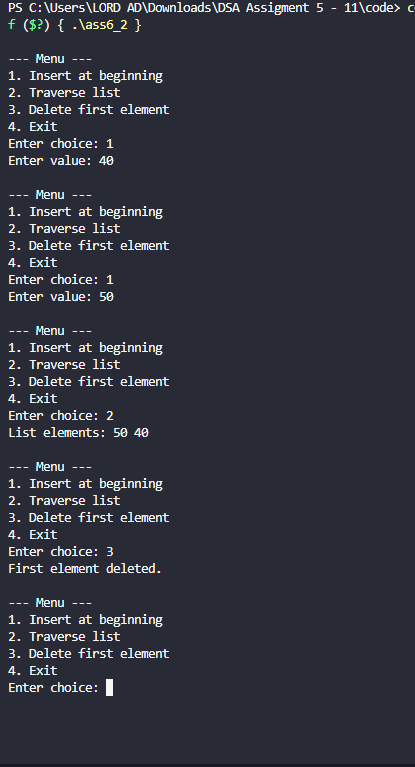 PS C:\Users\LORD AD\Downloads\DSA Assigment 5 - 11\code> c
f ($?) { .\ass6_2 }
--- Menu ---
1. Insert at beginning
2. Traverse list
3. Delete first element
4. Exit
Enter choice: 1
Enter value: 40
--- Menu ---
1. Insert at beginning
2. Traverse list
3. Delete first element
4. Exit
Enter choice: 1
Enter value: 50
--- Menu ---
1. Insert at beginning
2. Traverse list
3. Delete first element
4. Exit
Enter choice: 2
List elements: 50 40
--- Menu ---
1. Insert at beginning
2. Traverse list
3. Delete first element
4. Exit
Enter choice: 3
First element deleted.
--- Menu ---
1. Insert at beginning
2. Traverse list
3. Delete first element
4. Exit
Enter choice: